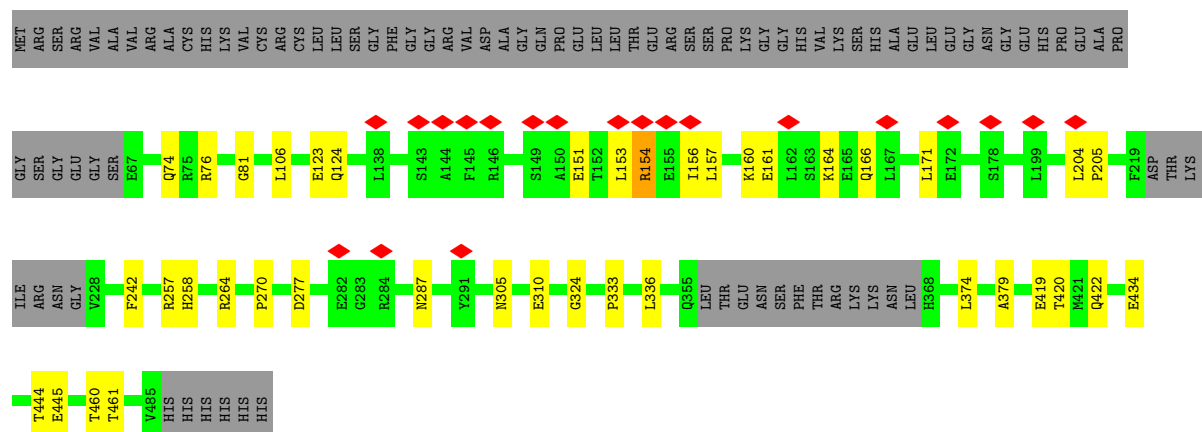 MET ARG SER ARG VAL ALA VAL ARG ALA CYS HIS LYS VAL CYS ARG CYS LEU LEU SER GLY PHE GLY GLY ARG VAL ASP ALA GLY GLN PRO GLU LEU LEU THR GLU ARG SER SER PRO LYS GLY GLY HIS VAL LYS SER HIS ALA GLU LEU GLU GLY ASN GLY GLU HIS PRO GLU ALA PRO
GLY SER GLY GLU GLY SER E67 Q74 R75 R76 G81 L106 E123 Q124 L138 S143 A144 F145 R146 S149 A150 E151 T152 L153 R154 E155 I156 L157 K160 E161 L162 S163 K164 E165 Q166 L167 L171 E172 S178 L199 L204 P205 F219 ASP THR LYS
ILE ARG ASN GLY V228 F242 R257 H258 R264 P270 D277 E282 G283 R284 N287 Y291 N305 E310 G324 P333 L336 Q355 LEU THR GLU ASN SER PHE THR ARG LYS LYS ASN LEU H368 L374 A379 E419 T420 M421 Q422 E434
T444 E445 T460 T461 V485 HIS HIS HIS HIS HIS HIS